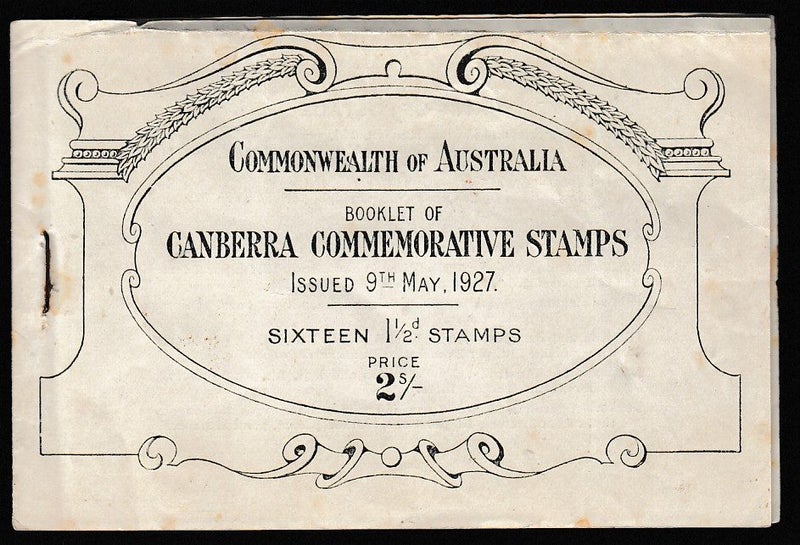 COMMONWEALTH OF AUSTRALIA
BOOKLET OF
CANBERRA COMMEMORATIVE STAMPS
ISSUED 9TH MAY, 1927.
SIXTEEN 1½d. STAMPS
PRICE
2s/-